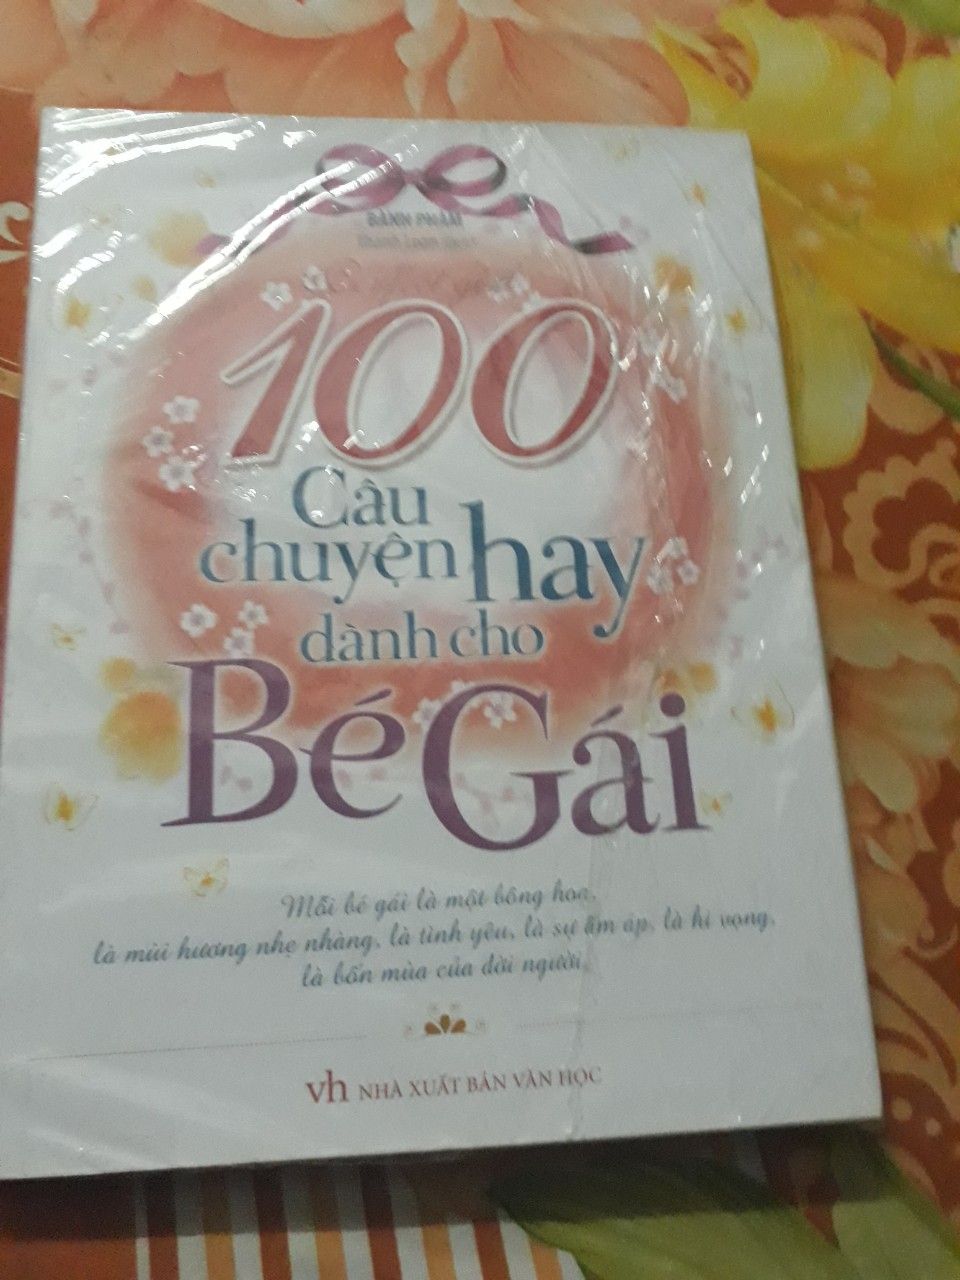 100
Câu
chuyện hay
dành cho
Bé Gái
Mỗi bé gái là một bông hoa,
là mùi hương nhẹ nhàng, là tình yêu, là sự ấm áp, là hi vọng,
là bốn mùa của đời người.
vh NHÀ XUẤT BẢN VĂN HỌC